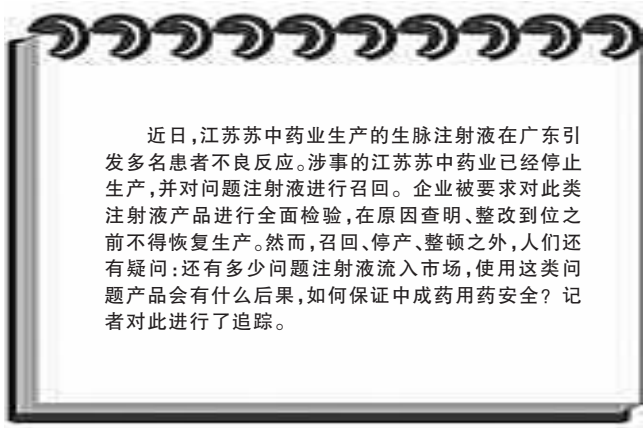 近日,江苏苏中药业生产的生脉注射液在广东引
发多名患者不良反应。涉事的江苏苏中药业已经停止
生产,并对问题注射液进行召回。企业被要求对此类
注射液产品进行全面检验,在原因查明、整改到位之
前不得恢复生产。然而,召回、停产、整顿之外,人们还
有疑问:还有多少问题注射液流入市场,使用这类问
题产品会有什么后果,如何保证中成药用药安全?记
者对此进行了追踪。